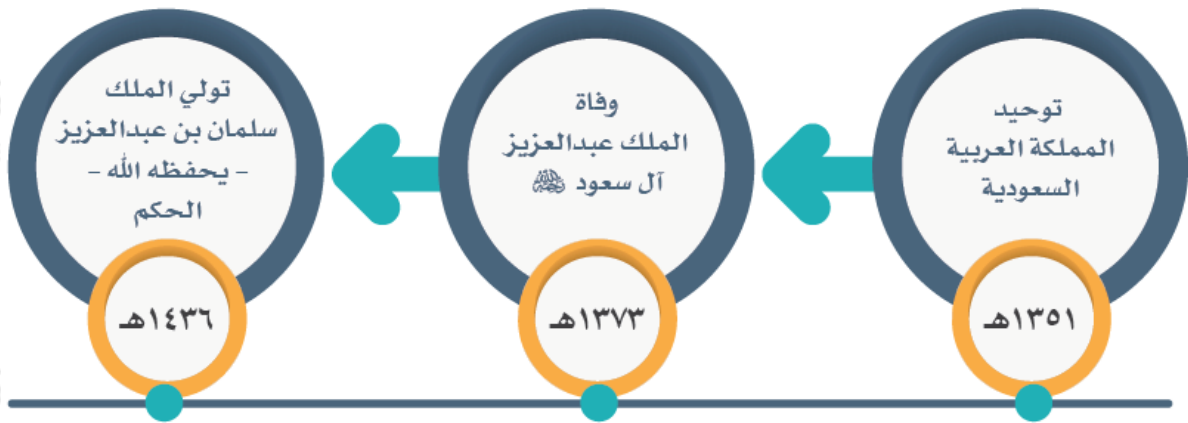 توحيد
المملكة العربية
السعودية
١٣٥١هـ
وفاة
الملك عبدالعزيز
آل سعود ﵀
١٣٧٣هـ
تولي الملك
سلمان بن عبدالعزيز
- يحفظه الله -
الحكم
١٤٣٦هـ